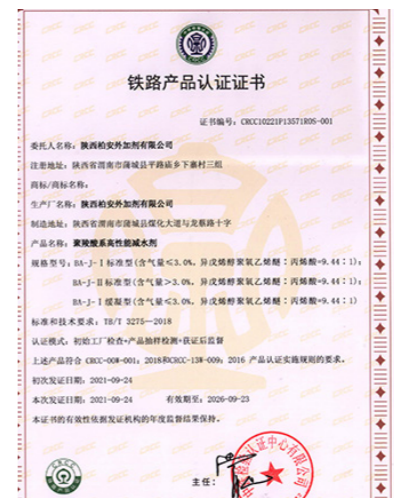 铁路产品认证证书
证书编号：CRCC10221P13571R0S-001
委托人名称：陕西柏安外加剂有限公司
注册地址：陕西省渭南市蒲城县平路庙乡下寨村三组
商标/商标名称：
生产厂名称：陕西柏安外加剂有限公司
制造地址：陕西省渭南市蒲城县煤化大道与龙蟠路十字
产品名称：聚羧酸系高性能减水剂
规格型号：BA-J-Ⅰ标准型(含气量≤3.0%，异戊烯醇聚氧乙烯醚：丙烯酸=9.44：1)；
BA-J-Ⅱ标准型(含气量>3.0%，异戊烯醇聚氧乙烯醚：丙烯酸=9.44：1)；
BA-J-Ⅰ缓凝型(含气量≤3.0%，异戊烯醇聚氧乙烯醚：丙烯酸=9.44：1)
标准和技术要求：TB/T 3275—2018
认证模式：初始工厂检查+产品抽样检测+获证后监督
上述产品符合 CRCC-00W-001：2018和CRCC-13W-009：2016 产品认证实施规则的要求。
初次发证日期：2021-09-24
本次发证日期：2021-09-24 有效期至：2026-09-23
本证书的有效性依据发证机构的年度监督结果保持。
CRCC
主任：